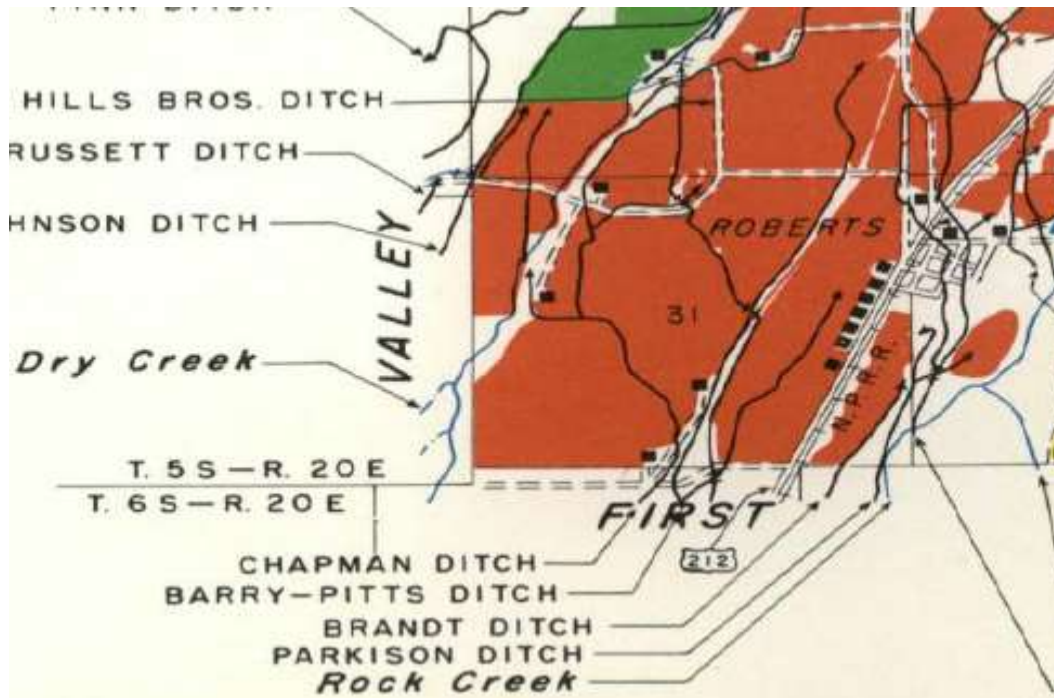 HILLS BROS. DITCH
RUSSETT DITCH
HNSON DITCH
VALLEY
ROBERTS
31
Dry Creek
N.P.R.R.
T. 5 S—R. 20 E
T. 6 S—R. 20 E
FIRST
CHAPMAN DITCH
212
BARRY—PITTS DITCH
BRANDT DITCH
PARKISON DITCH
Rock Creek